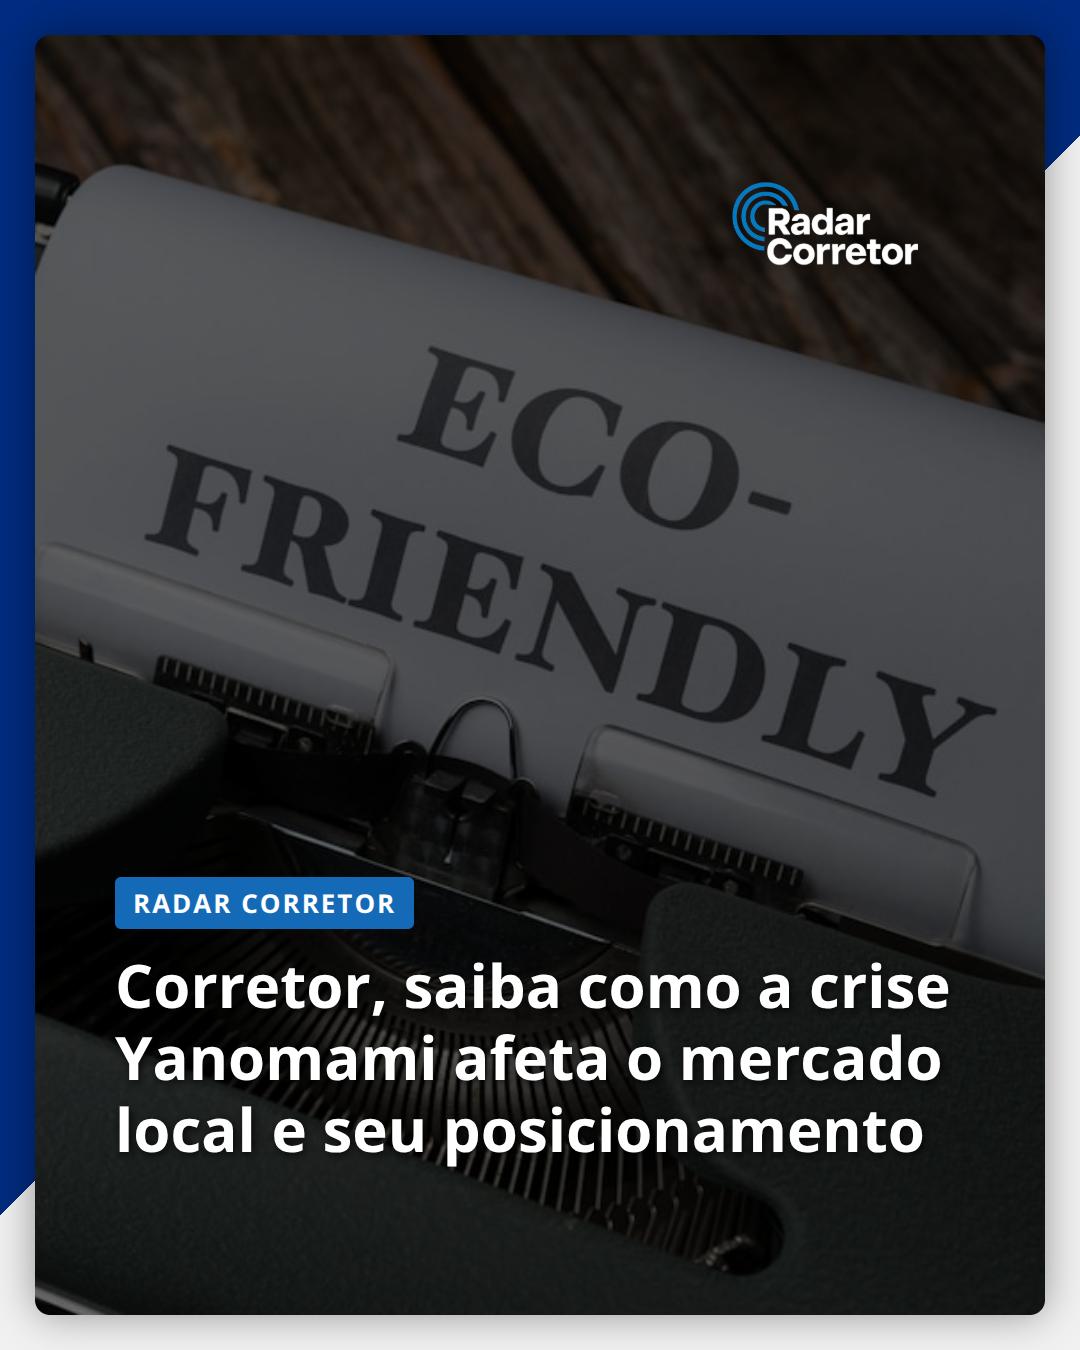 Radar
Corretor
ECO-
FRIENDLY
RADAR CORRETOR
Corretor, saiba como a crise
Yanomami afeta o mercado
local e seu posicionamento